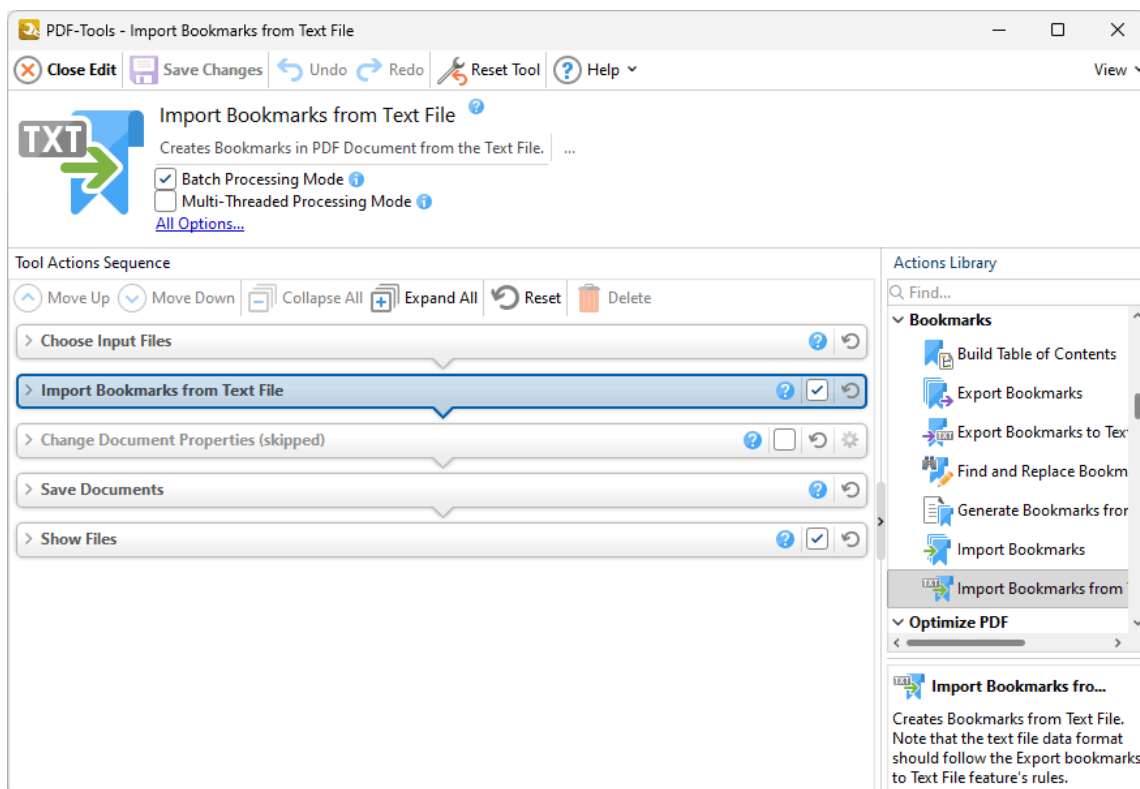 PDF-Tools - Import Bookmarks from Text File
Close Edit Save Changes Undo Redo Reset Tool ? Help View
TXT
Import Bookmarks from Text File ?
Creates Bookmarks in PDF Document from the Text File. ...
Batch Processing Mode i
Multi-Threaded Processing Mode i
All Options...
Tool Actions Sequence
Move Up Move Down Collapse All Expand All Reset Delete
Choose Input Files ?
Import Bookmarks from Text File ?
Change Document Properties (skipped) ?
Save Documents ?
Show Files ?
Actions Library
Find...
Bookmarks
Build Table of Contents
Export Bookmarks
TXT Export Bookmarks to Tex
Find and Replace Bookm
Generate Bookmarks fror
Import Bookmarks
TXT Import Bookmarks from
Optimize PDF
TXT Import Bookmarks fro...
Creates Bookmarks from Text File.
Note that the text file data format
should follow the Export bookmarks
to Text File feature's rules.